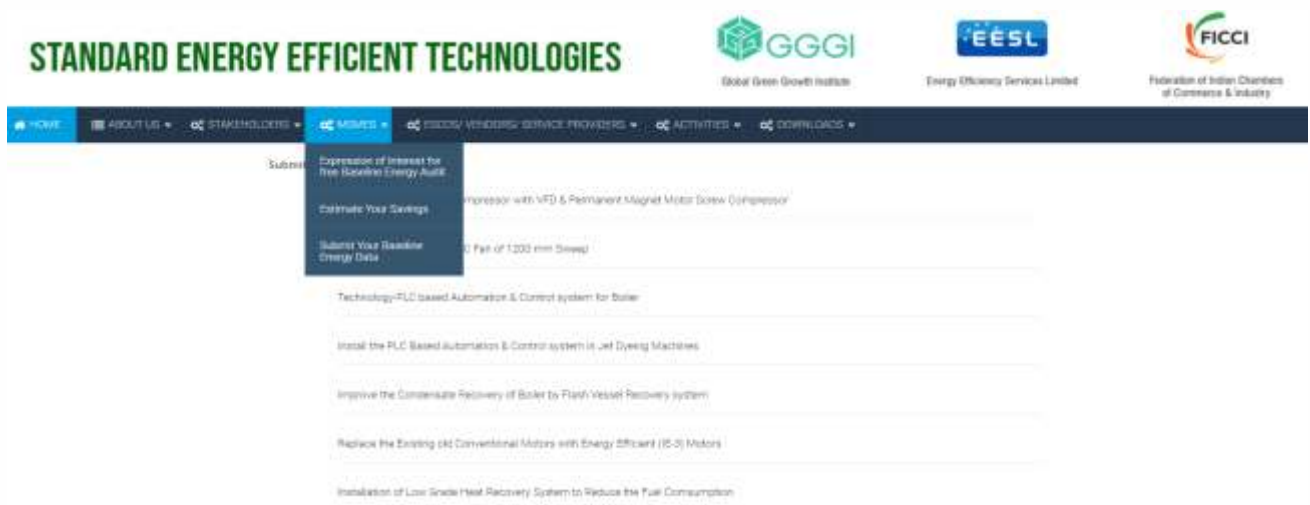 STANDARD ENERGY EFFICIENT TECHNOLOGIES
GGGI
Global Green Growth Institute
EESL
Energy Efficiency Services Limited
FICCI
Federation of Indian Chambers
of Commerce & Industry
HOME ABOUT US STAKEHOLDERS MSMES ESCOS/ VENDORS/ SERVICE PROVIDERS ACTIVITIES DOWNLOADS
Submi
Expression of Interest for
free Baseline Energy Audit
Estimate Your Savings
Submit Your Baseline
Energy Data
mpressor with VFD & Permanent Magnet Motor Screw Compressor
C Fan of 1200 mm Sweep
Technology-PLC based Automation & Control system for Boiler
Install the PLC Based Automation & Control system in Jet Dyeing Machines
Improve the Condensate Recovery of Boiler by Flash Vessel Recovery system
Replace the Existing old Conventional Motors with Energy Efficient (IE-3) Motors
Installation of Low Grade Heat Recovery System to Reduce the Fuel Comsumption